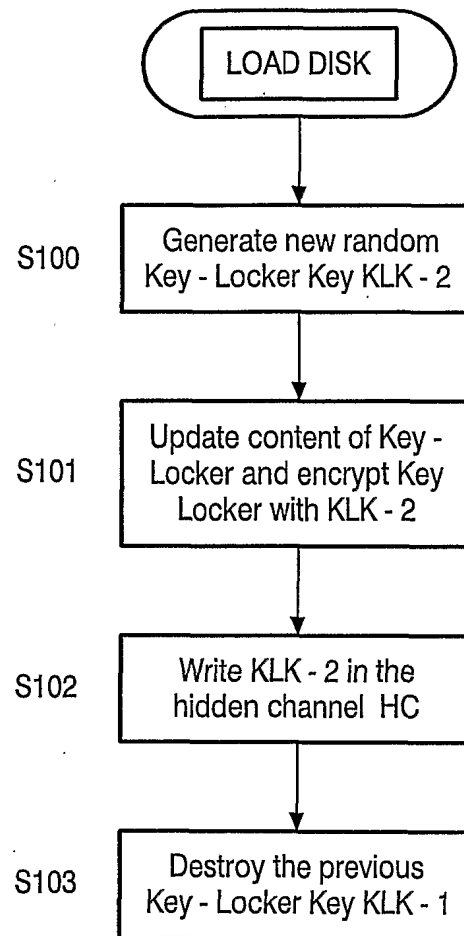 LOAD DISK
S100
Generate new random
Key - Locker Key KLK - 2
S101
Update content of Key -
Locker and encrypt Key
Locker with KLK - 2
S102
Write KLK - 2 in the
hidden channel HC
S103
Destroy the previous
Key - Locker Key KLK - 1